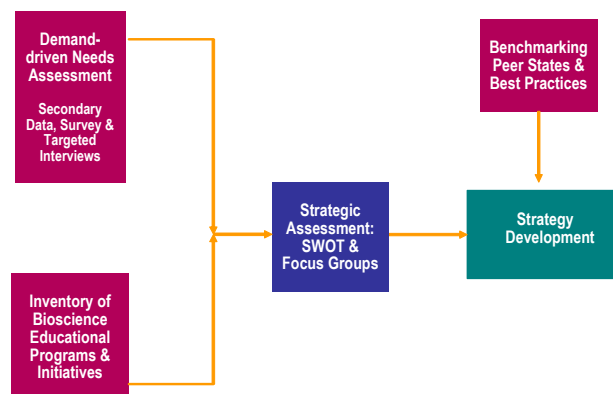 Demand-
driven Needs
Assessment
Secondary
Data, Survey &
Targeted
Interviews
Benchmarking
Peer States &
Best Practices
Strategic
Assessment:
SWOT &
Focus Groups
Strategy
Development
Inventory of
Bioscience
Educational
Programs &
Initiatives